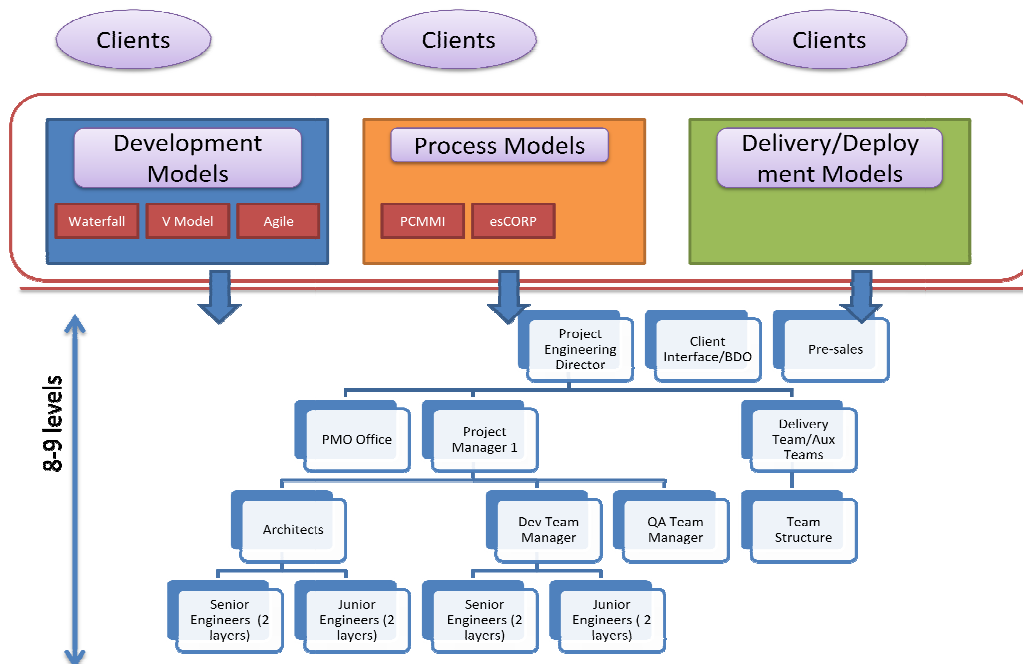 Clients
Clients
Clients
Development
Models
Process Models
Delivery/Deploy
ment Models
Waterfall
V Model
Agile
PCMMI
esCORP
8-9 levels
Project
Engineering
Director
Client
Interface/BDO
Pre-sales
PMO Office
Project
Manager 1
Delivery
Team/Aux
Teams
Architects
Dev Team
Manager
QA Team
Manager
Team
Structure
Senior
Engineers (2
layers)
Junior
Engineers (2
layers)
Senior
Engineers (2
layers)
Junior
Engineers ( 2
layers)